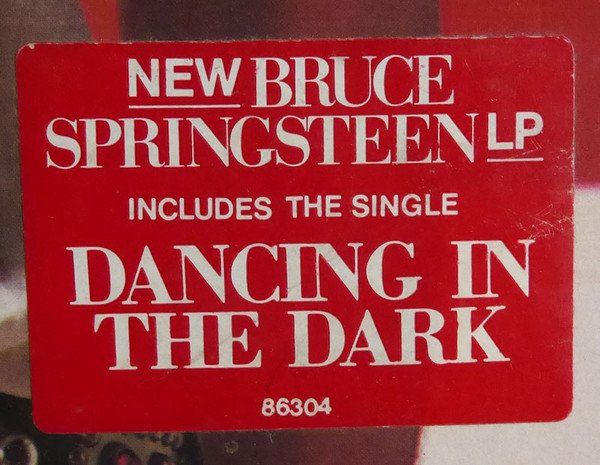 NEW BRUCE
SPRINGSTEEN LP
INCLUDES THE SINGLE
DANCING IN
THE DARK
86304